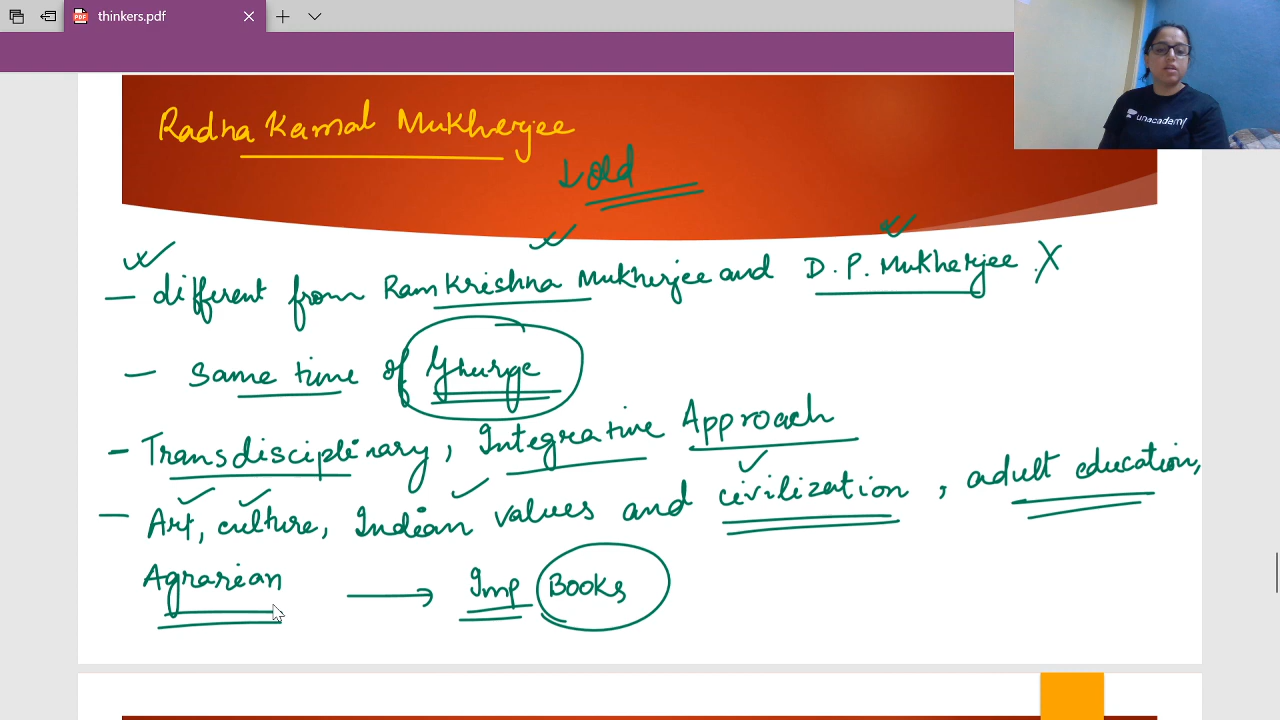 thinkers.pdf
Radha Kamal Mukherjee
old
unacademy
- different from Ramkrishna Mukherjee and D. P. Mukherjee X
- Same time of Ghurye
- Transdisciplinary, Integrative Approach
- Art, culture, Indian values and civilization, adult education,
Agrarian → Imp Books